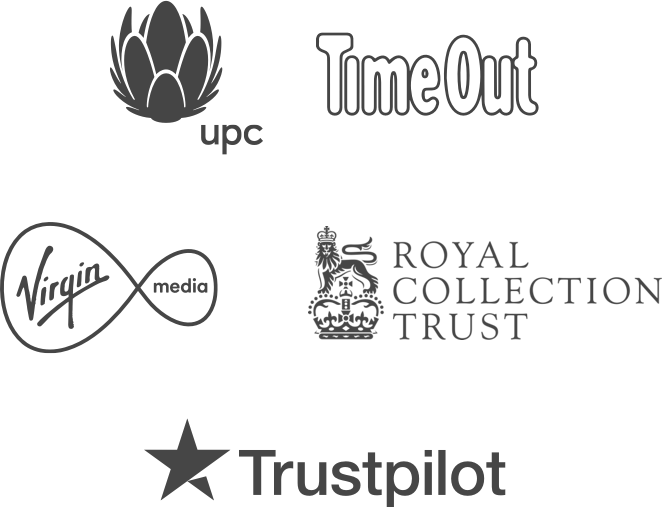 upc
TimeOut
Virgin media
ROYAL
COLLECTION
TRUST
Trustpilot